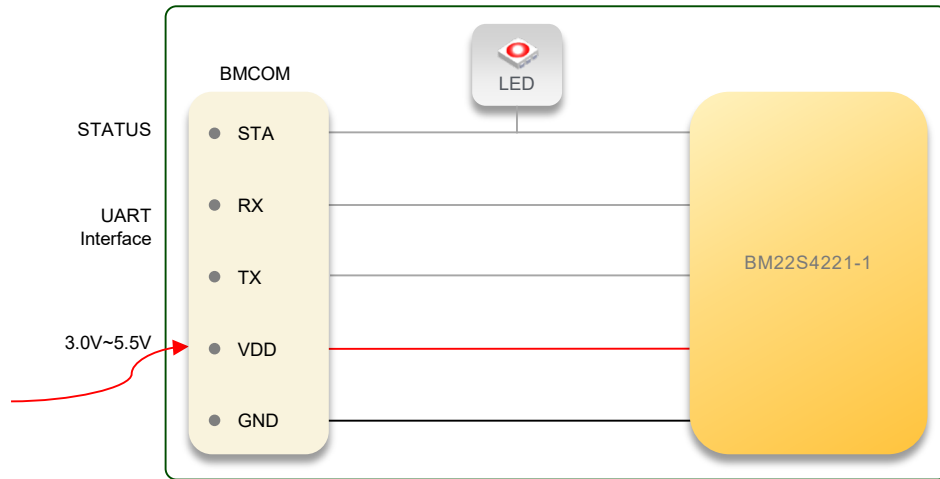 LED
BMCOM
STATUS
STA
UART
Interface
RX
TX
BM22S4221-1
3.0V~5.5V
VDD
GND